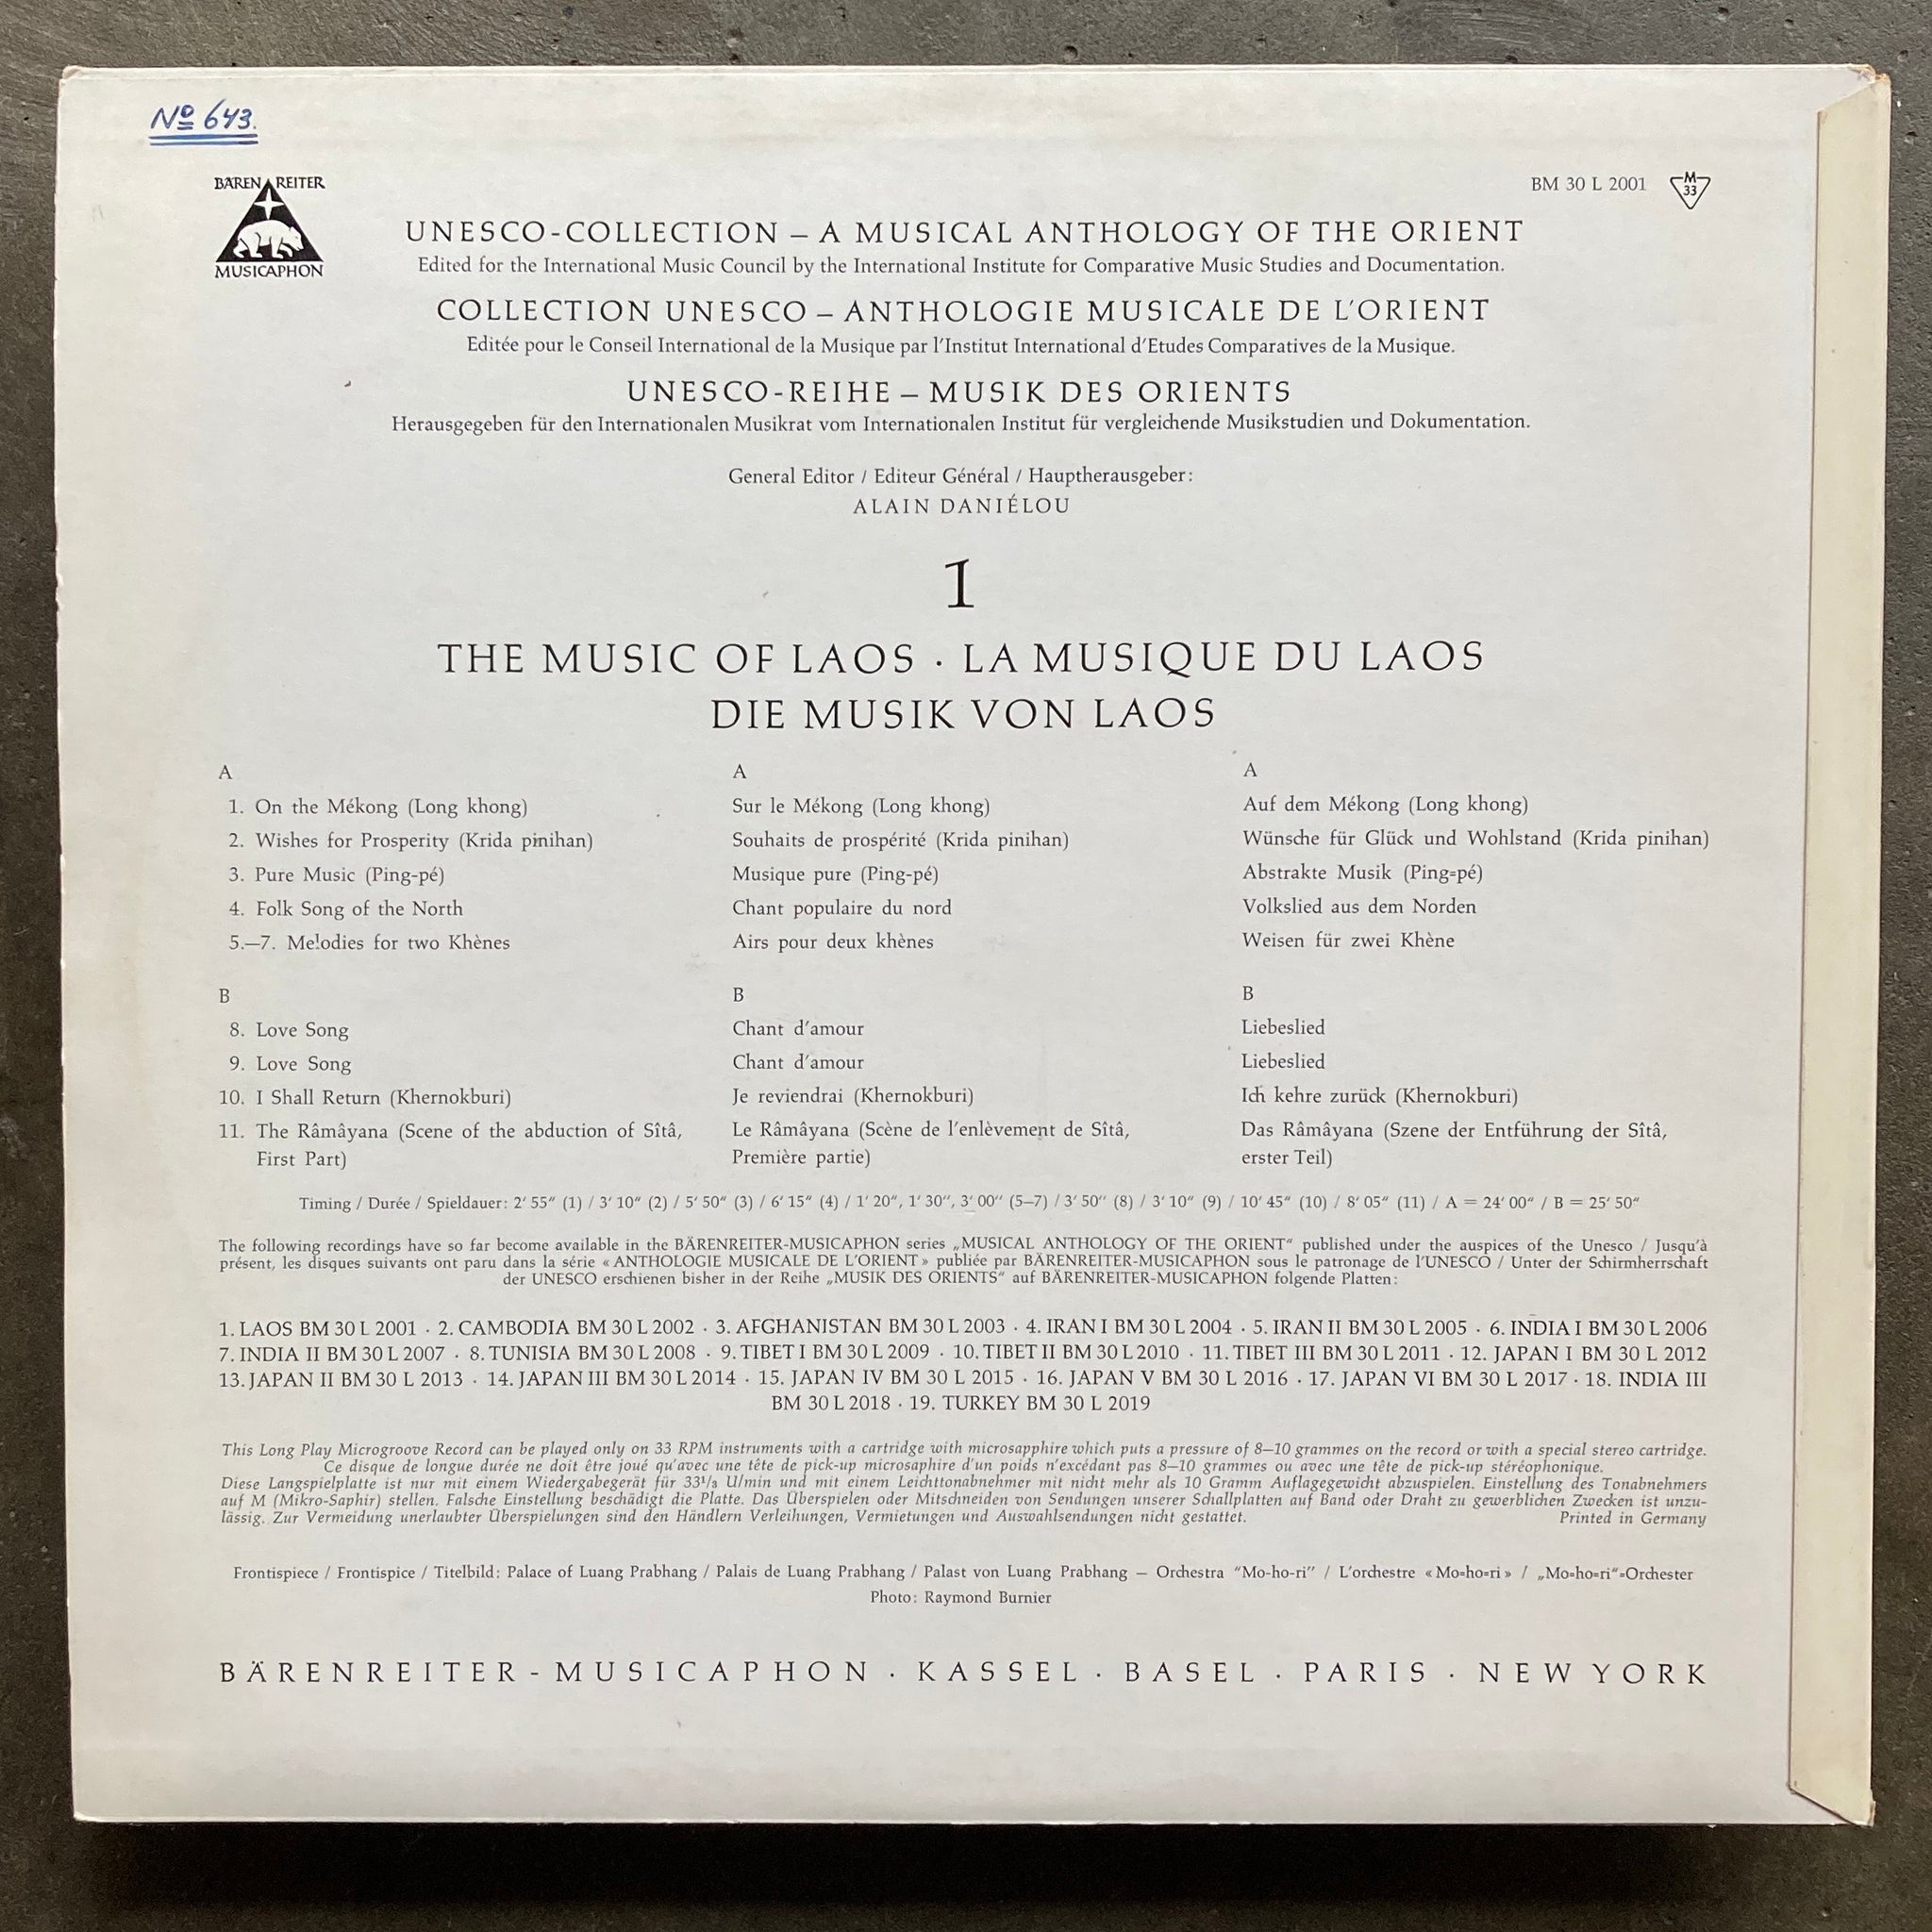 Nº 643.
BÄREN REITER
MUSICAPHON
BM 30 L 2001
M
33
UNESCO-COLLECTION – A MUSICAL ANTHOLOGY OF THE ORIENT
Edited for the International Music Council by the International Institute for Comparative Music Studies and Documentation.
COLLECTION UNESCO – ANTHOLOGIE MUSICALE DE L'ORIENT
Editée pour le Conseil International de la Musique par l'Institut International d'Etudes Comparatives de la Musique.
UNESCO-REIHE – MUSIK DES ORIENTS
Herausgegeben für den Internationalen Musikrat vom Internationalen Institut für vergleichende Musikstudien und Dokumentation.
General Editor / Editeur Général / Hauptherausgeber:
ALAIN DANIÉLOU
1
THE MUSIC OF LAOS · LA MUSIQUE DU LAOS
DIE MUSIK VON LAOS
A
1. On the Mékong (Long khong)
2. Wishes for Prosperity (Krida pinihan)
3. Pure Music (Ping-pé)
4. Folk Song of the North
5.–7. Melodies for two Khènes
B
8. Love Song
9. Love Song
10. I Shall Return (Khernokburi)
11. The Râmâyana (Scene of the abduction of Sîtâ,
First Part)
A
Sur le Mékong (Long khong)
Souhaits de prospérité (Krida pinihan)
Musique pure (Ping-pé)
Chant populaire du nord
Airs pour deux khènes
B
Chant d'amour
Chant d'amour
Je reviendrai (Khernokburi)
Le Râmâyana (Scène de l'enlèvement de Sîtâ,
Première partie)
A
Auf dem Mékong (Long khong)
Wünsche für Glück und Wohlstand (Krida pinihan)
Abstrakte Musik (Ping=pé)
Volkslied aus dem Norden
Weisen für zwei Khène
B
Liebeslied
Liebeslied
Ich kehre zurück (Khernokburi)
Das Râmâyana (Szene der Entführung der Sîtâ,
erster Teil)
Timing / Durée / Spieldauer: 2' 55" (1) / 3' 10" (2) / 5' 50" (3) / 6' 15" (4) / 1' 20", 1' 30", 3' 00" (5–7) / 3' 50" (8) / 3' 10" (9) / 10' 45" (10) / 8' 05" (11) / A = 24' 00" / B = 25' 50"
The following recordings have so far become available in the BÄRENREITER-MUSICAPHON series „MUSICAL ANTHOLOGY OF THE ORIENT" published under the auspices of the Unesco / Jusqu'à
présent, les disques suivants ont paru dans la série « ANTHOLOGIE MUSICALE DE L'ORIENT » publiée par BÄRENREITER-MUSICAPHON sous le patronage de l'UNESCO / Unter der Schirmherrschaft
der UNESCO erschienen bisher in der Reihe „MUSIK DES ORIENTS" auf BÄRENREITER-MUSICAPHON folgende Platten:
1. LAOS BM 30 L 2001 · 2. CAMBODIA BM 30 L 2002 · 3. AFGHANISTAN BM 30 L 2003 · 4. IRAN I BM 30 L 2004 · 5. IRAN II BM 30 L 2005 · 6. INDIA I BM 30 L 2006
7. INDIA II BM 30 L 2007 · 8. TUNISIA BM 30 L 2008 · 9. TIBET I BM 30 L 2009 · 10. TIBET II BM 30 L 2010 · 11. TIBET III BM 30 L 2011 · 12. JAPAN I BM 30 L 2012
13. JAPAN II BM 30 L 2013 · 14. JAPAN III BM 30 L 2014 · 15. JAPAN IV BM 30 L 2015 · 16. JAPAN V BM 30 L 2016 · 17. JAPAN VI BM 30 L 2017 · 18. INDIA III
BM 30 L 2018 · 19. TURKEY BM 30 L 2019
This Long Play Microgroove Record can be played only on 33 RPM instruments with a cartridge with microsapphire which puts a pressure of 8–10 grammes on the record or with a special stereo cartridge.
Ce disque de longue durée ne doit être joué qu'avec une tête de pick-up microsaphire d'un poids n'excédant pas 8–10 grammes ou avec une tête de pick-up stéréophonique.
Diese Langspielplatte ist nur mit einem Wiedergabegerät für 33¹/₃ U/min und mit einem Leichttonabnehmer mit nicht mehr als 10 Gramm Auflagegewicht abzuspielen. Einstellung des Tonabnehmers
auf M (Mikro-Saphir) stellen. Falsche Einstellung beschädigt die Platte. Das Überspielen oder Mitschneiden von Sendungen unserer Schallplatten auf Band oder Draht zu gewerblichen Zwecken ist unzu-
lässig. Zur Vermeidung unerlaubter Überspielungen sind den Händlern Verleihungen, Vermietungen und Auswahlsendungen nicht gestattet. Printed in Germany
Frontispiece / Frontispice / Titelbild: Palace of Luang Prabhang / Palais de Luang Prabhang / Palast von Luang Prabhang – Orchestra "Mo-ho-ri" / L'orchestre « Mo=ho=ri » / „Mo=ho=ri"=Orchester
Photo: Raymond Burnier
BÄRENREITER-MUSICAPHON · KASSEL · BASEL · PARIS · NEW YORK